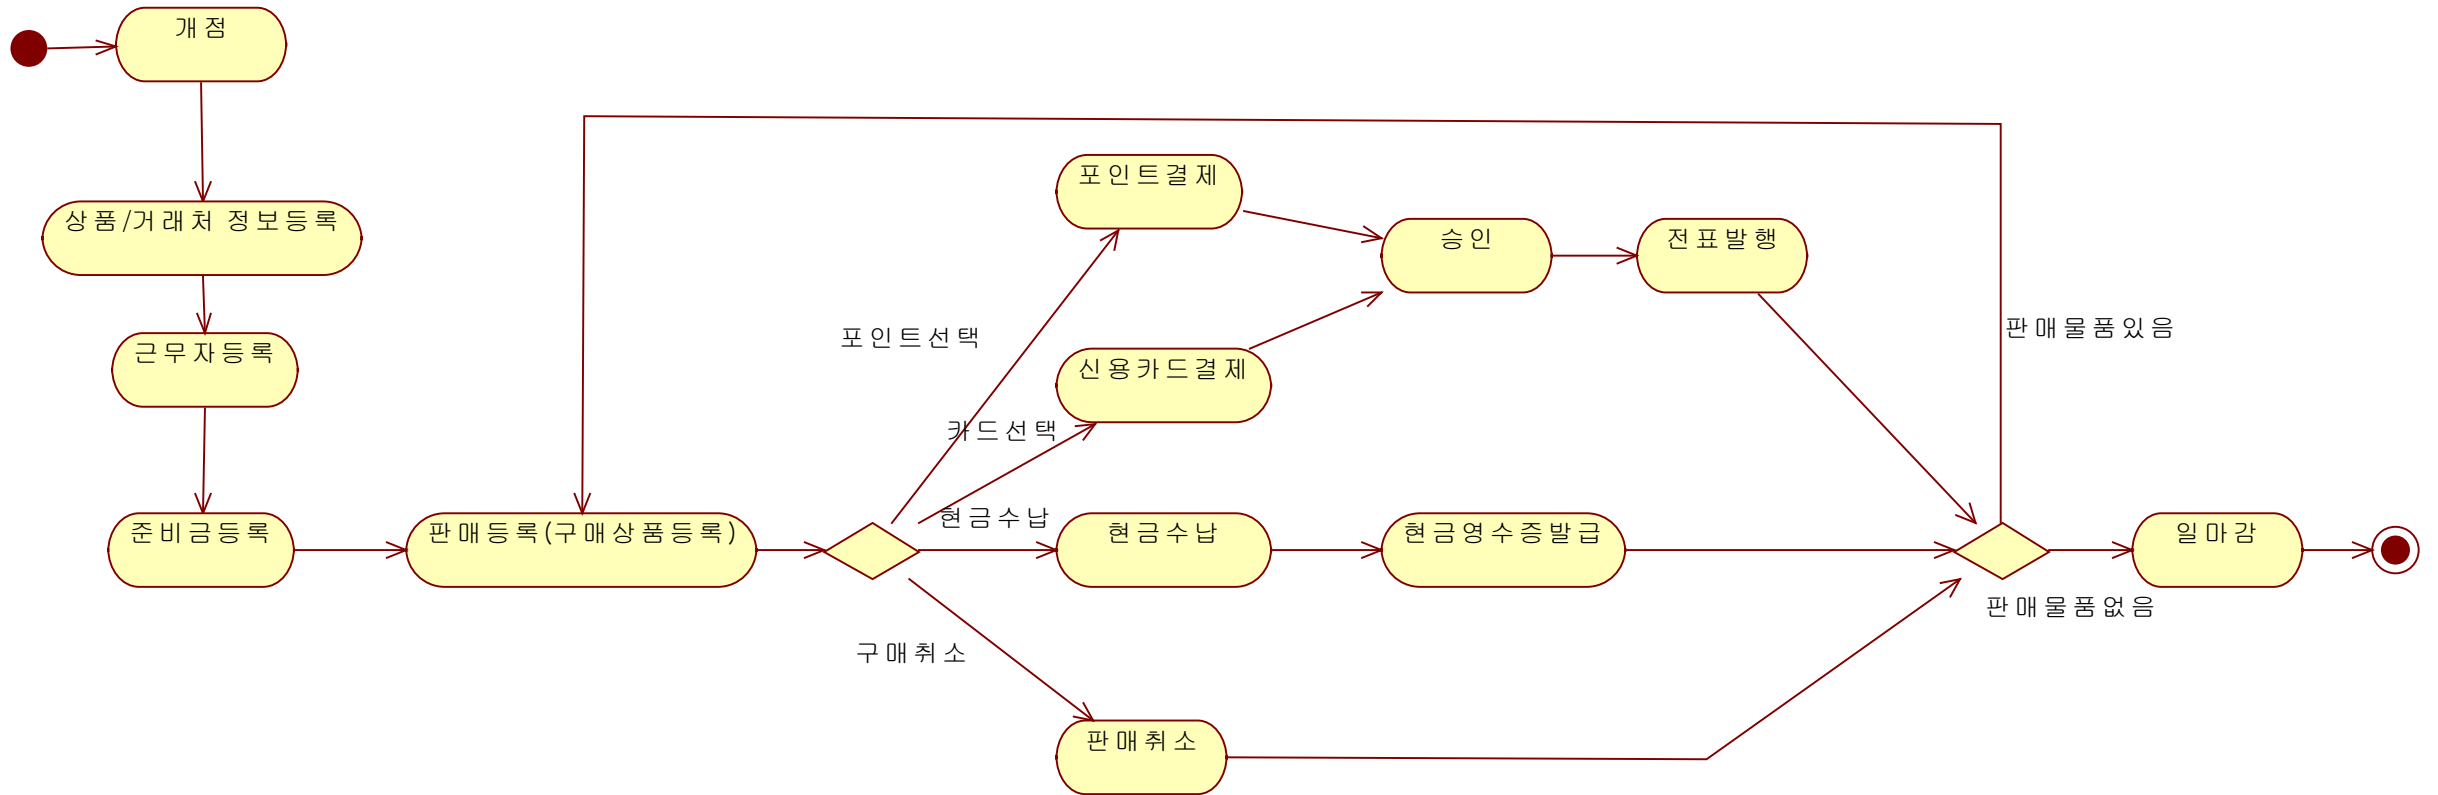 개점
상품/거래처 정보등록
근무자등록
준비금등록
판매등록(구매상품등록)
포인트선택
카드선택
현금수납
구매취소
포인트결제
신용카드결제
현금수납
판매취소
승인
현금영수증발급
전표발행
판매물품있음
판매물품없음
일마감